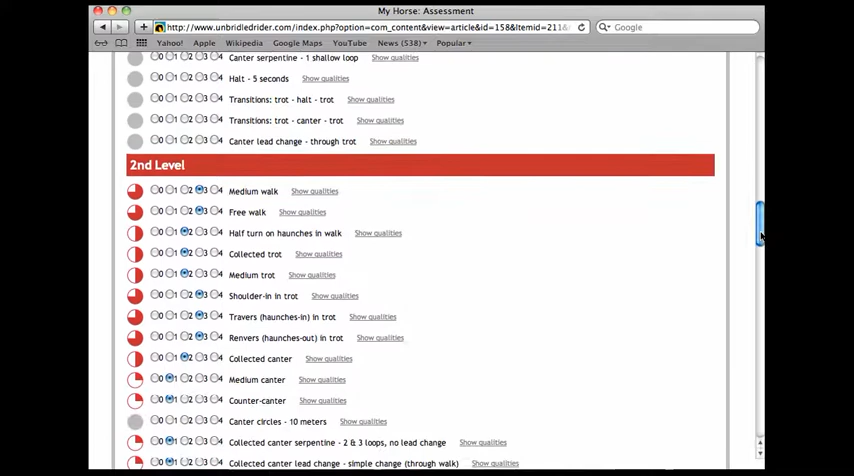 My Horse: Assessment
http://www.unbridledrider.com/index.php?option=com_content&view=article&id=158&Itemid=211& Google
Yahoo! Apple Wikipedia Google Maps YouTube News (538) Popular
0 1 2 3 4 Canter serpentine - 1 shallow loop Show qualities
0 1 2 3 4 Halt - 5 seconds Show qualities
0 1 2 3 4 Transitions: trot - halt - trot Show qualities
0 1 2 3 4 Transitions: trot - canter - trot Show qualities
0 1 2 3 4 Canter lead change - through trot Show qualities
2nd Level
0 1 2 3 4 Medium walk Show qualities
0 1 2 3 4 Free walk Show qualities
0 1 2 3 4 Half turn on haunches in walk Show qualities
0 1 2 3 4 Collected trot Show qualities
0 1 2 3 4 Medium trot Show qualities
0 1 2 3 4 Shoulder-in in trot Show qualities
0 1 2 3 4 Travers (haunches-in) in trot Show qualities
0 1 2 3 4 Renvers (haunches-out) in trot Show qualities
0 1 2 3 4 Collected canter Show qualities
0 1 2 3 4 Medium canter Show qualities
0 1 2 3 4 Counter-canter Show qualities
0 1 2 3 4 Canter circles - 10 meters Show qualities
0 1 2 3 4 Collected canter serpentine - 2 & 3 loops, no lead change Show qualities
0 1 2 3 4 Collected canter lead change - simple change (through walk) Show qualities